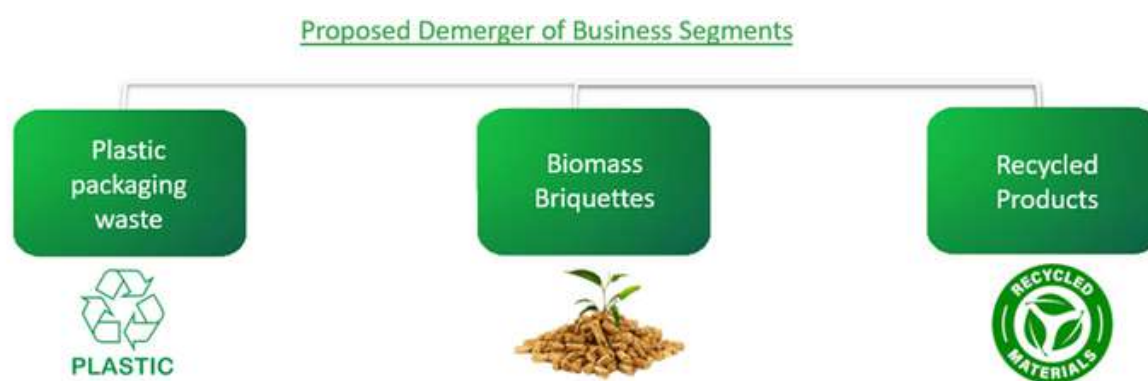 Proposed Demerger of Business Segments
Plastic
packaging
waste
Biomass
Briquettes
Recycled
Products
PLASTIC
RECYCLED
MATERIALS